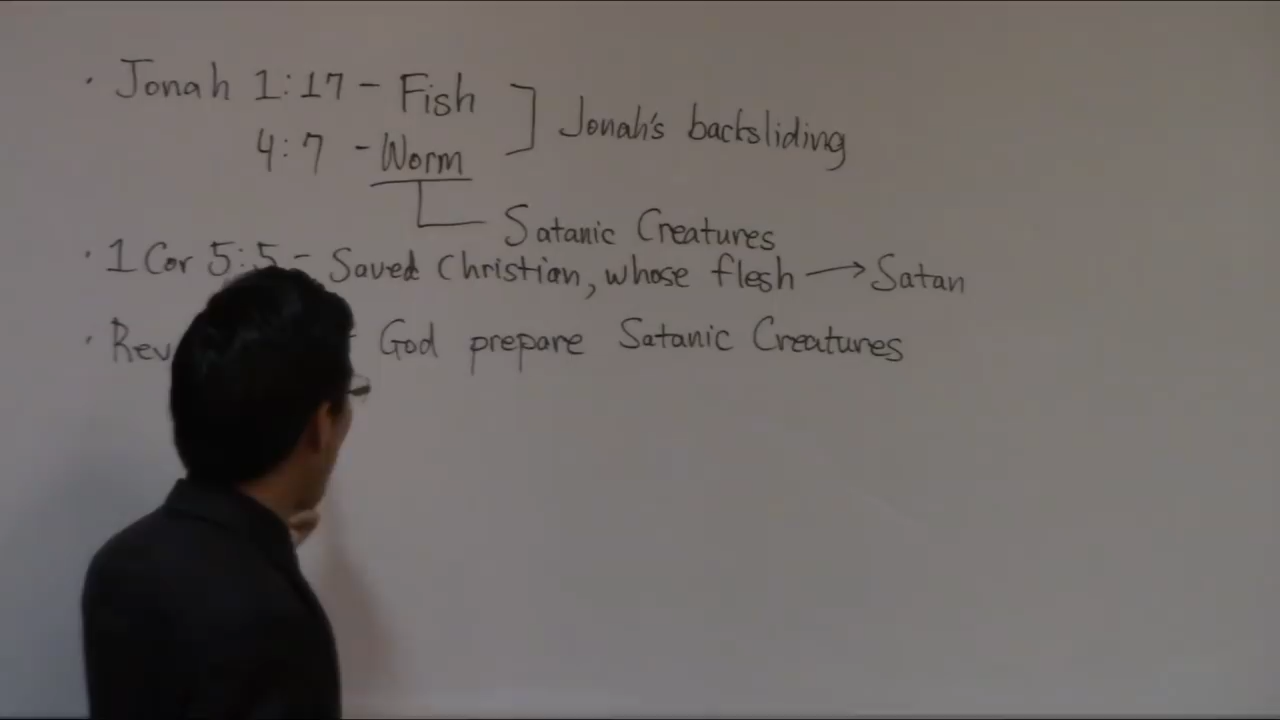 · Jonah 1:17 - Fish ] Jonah's backsliding
4:7 - Worm
Satanic Creatures
· 1 Cor 5:5 - Saved Christian, whose flesh → Satan
· Rev God prepare Satanic Creatures